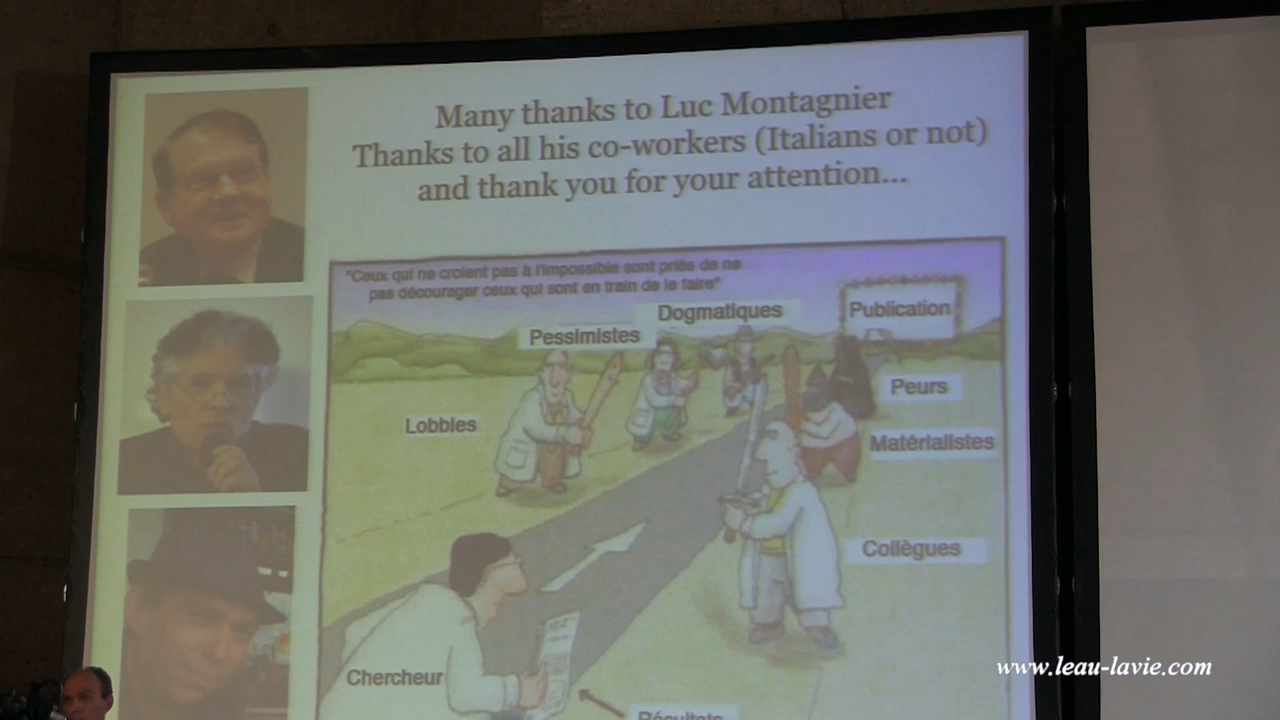 Many thanks to Luc Montagnier
Thanks to all his co-workers (Italians or not)
and thank you for your attention...
"Ceux qui ne croient pas à l'impossible sont priés de ne
pas décourager ceux qui sont en train de le faire"
Dogmatiques
Publication
Pessimistes
Peurs
Lobbies
Matérialistes
Collègues
Chercheur
Résultats
www.leau-lavie.com